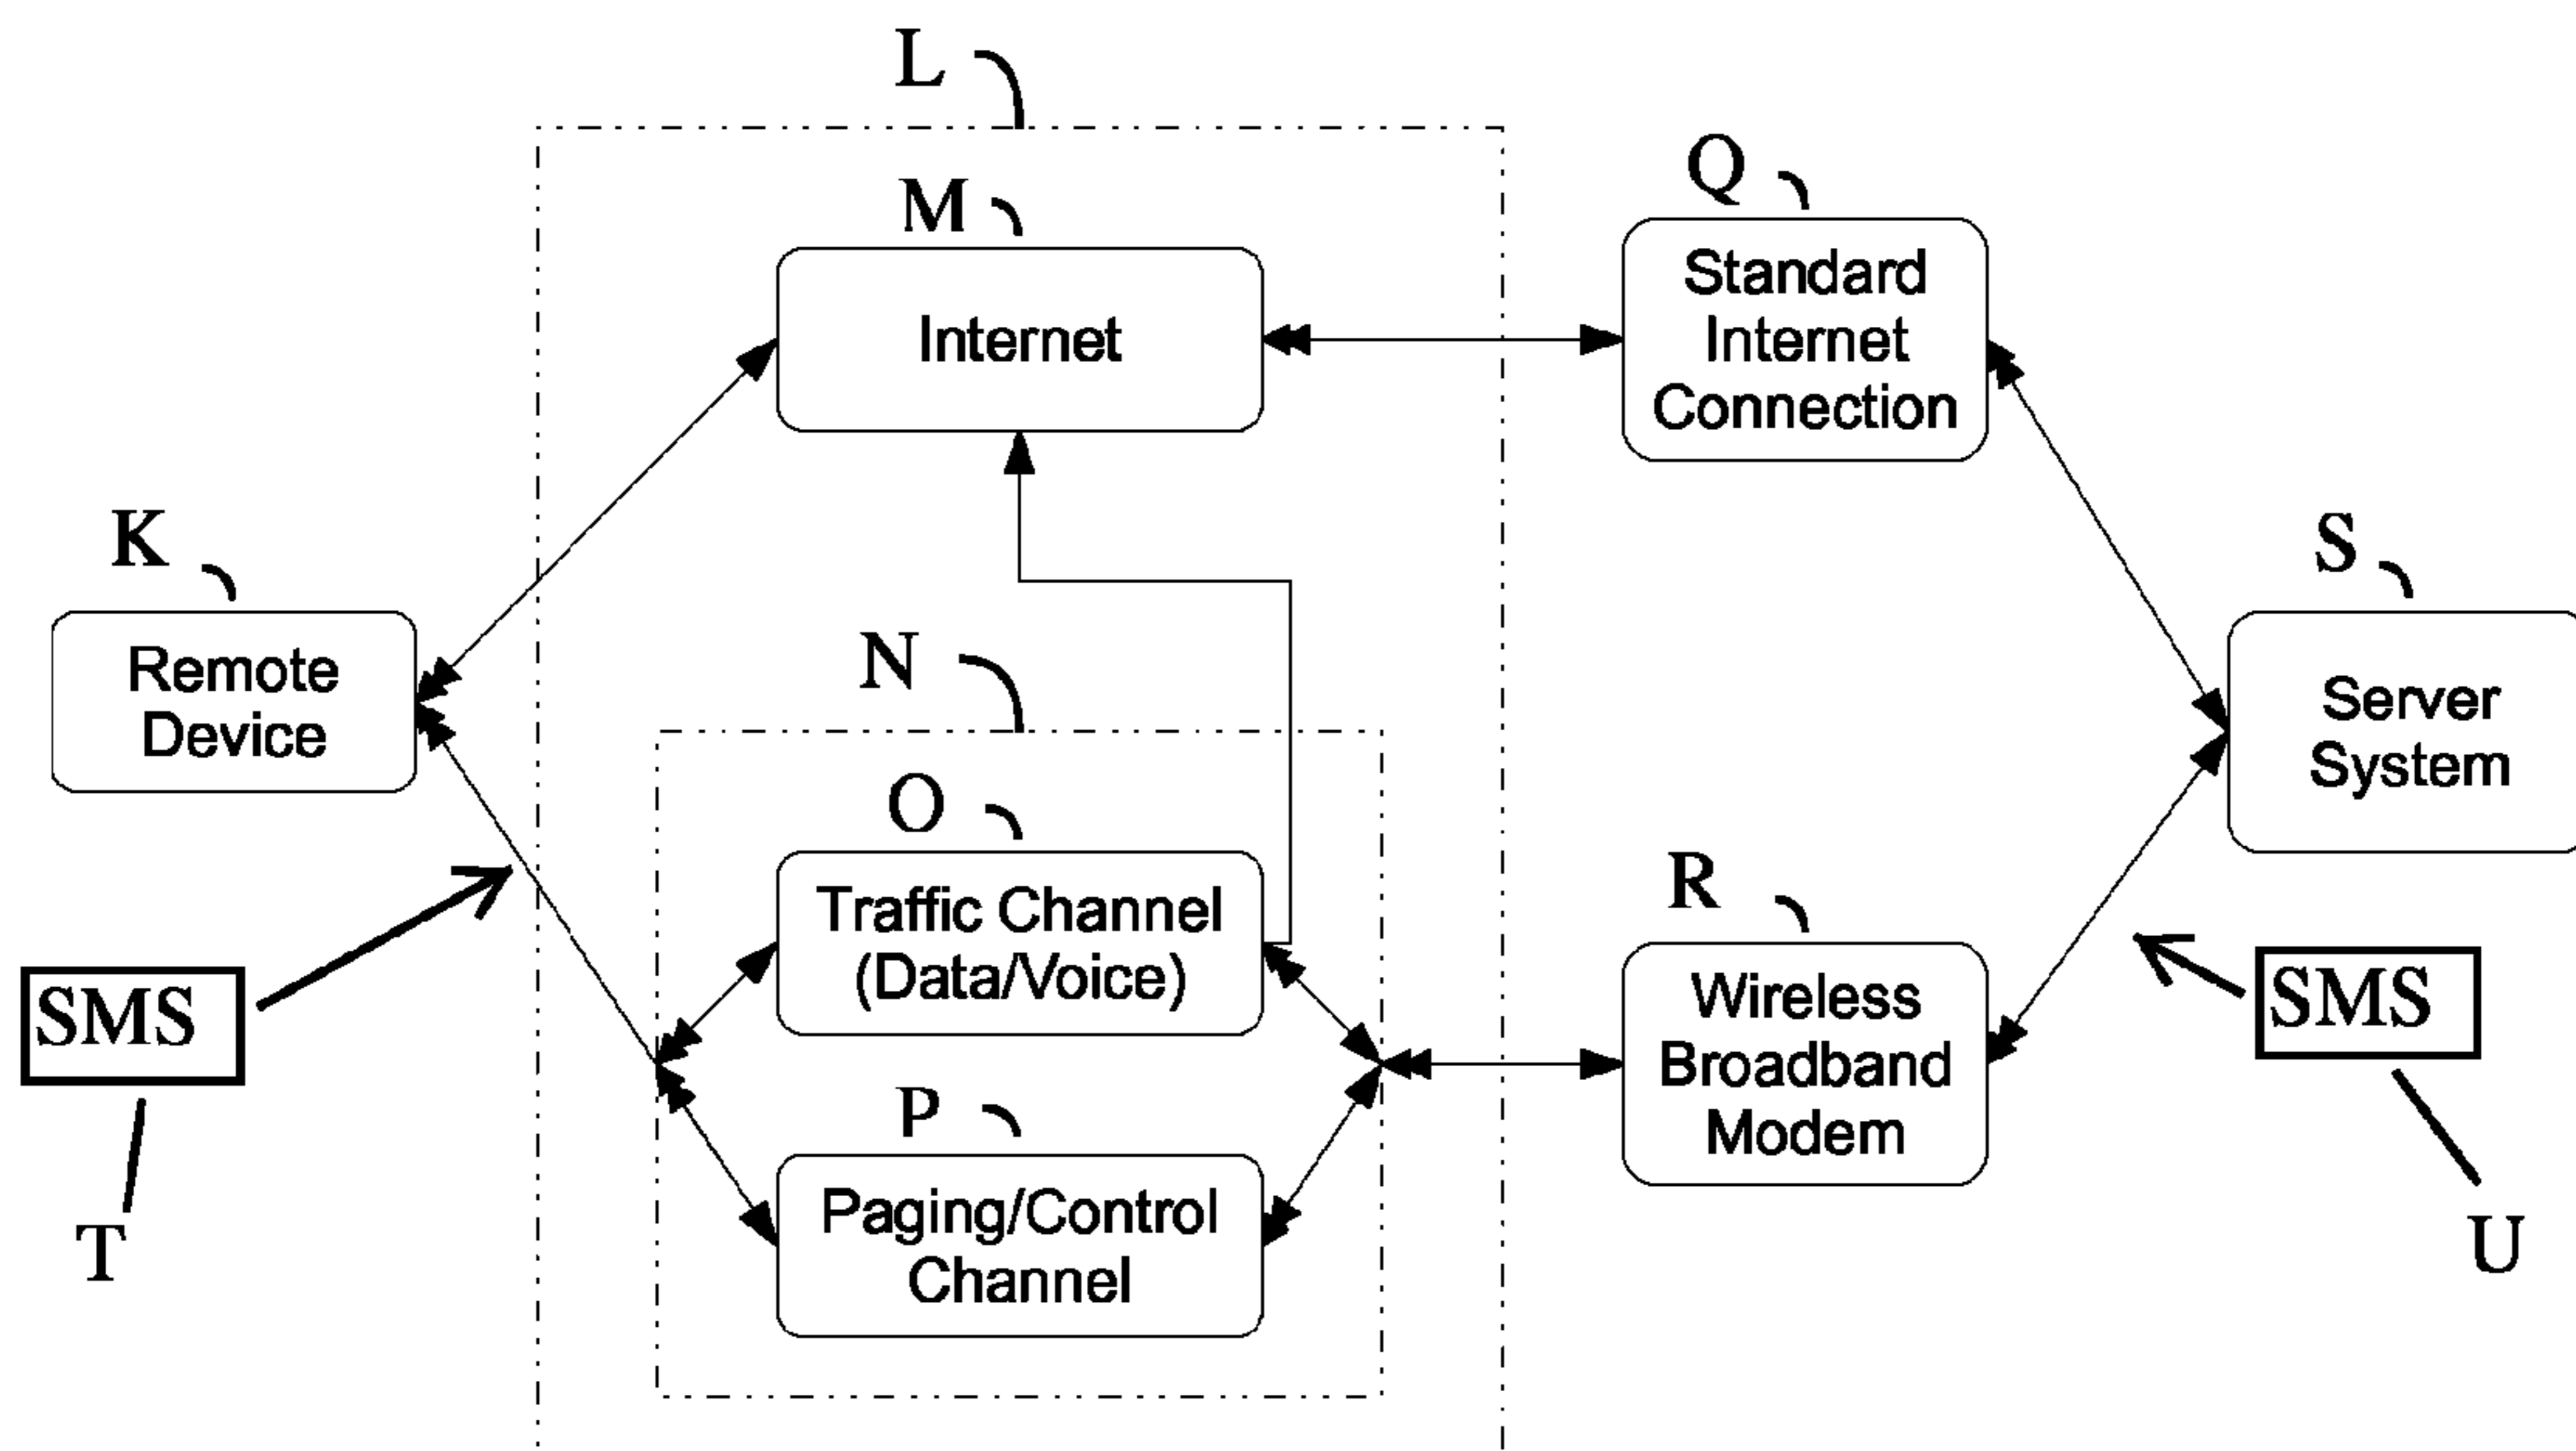 L
M
Internet
Q
Standard
Internet
Connection
K
Remote
Device
S
Server
System
N
O
Traffic Channel
(Data/Voice)
P
Paging/Control
Channel
R
Wireless
Broadband
Modem
SMS
T
SMS
U